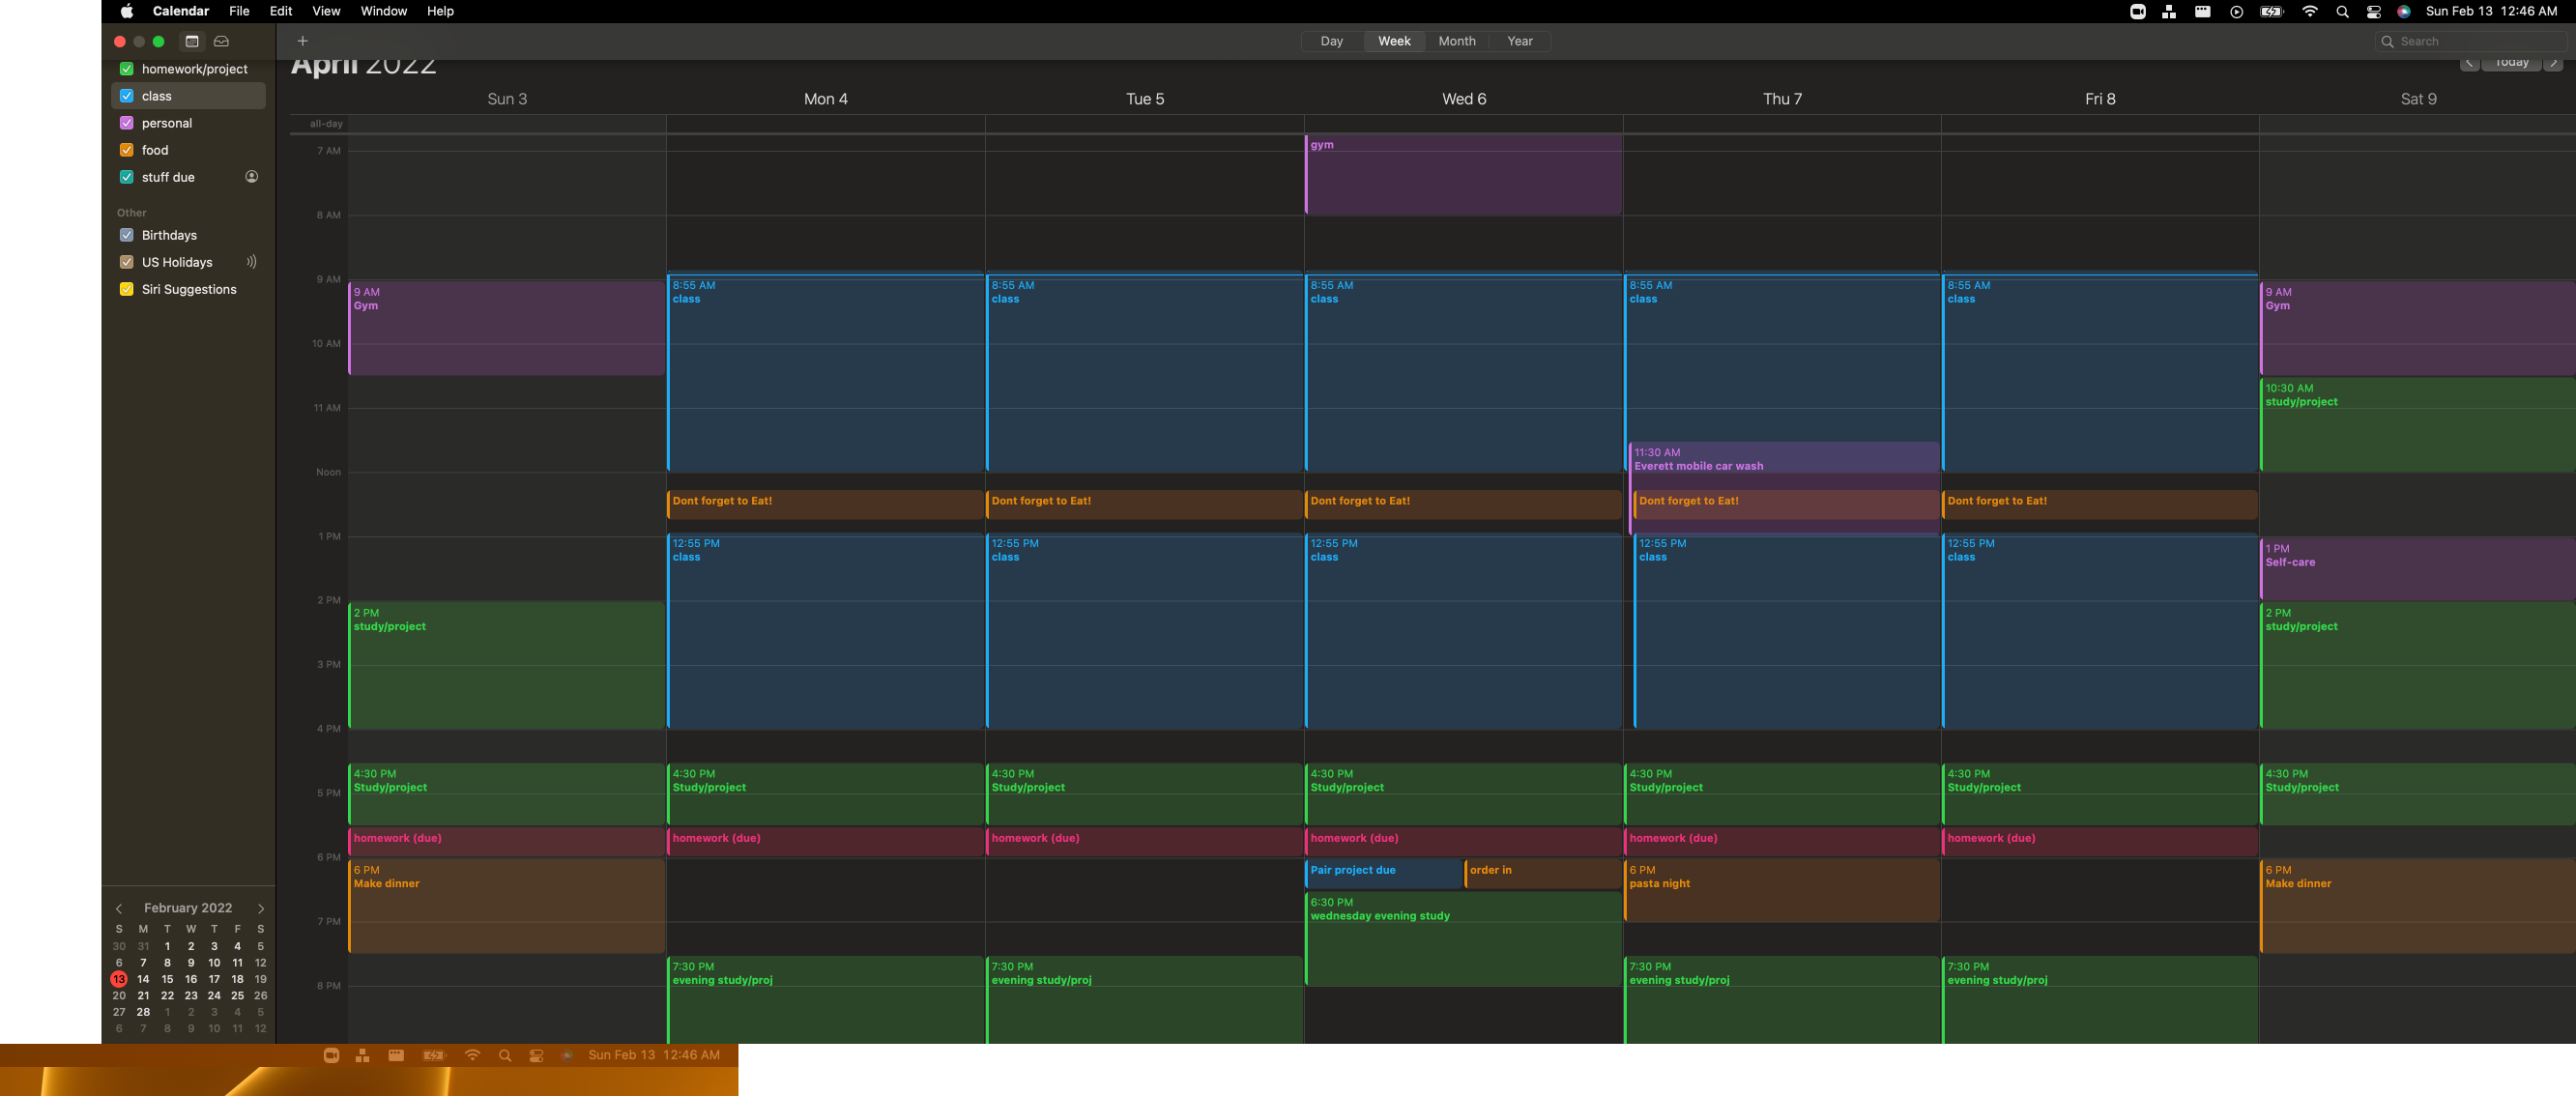 Calendar File Edit View Window Help
Sun Feb 13 12:46 AM
Day Week Month Year
Search
homework/project
class
personal
food
stuff due
Other
Birthdays
US Holidays
Siri Suggestions
February 2022
S M T W T F S
30 31 1 2 3 4 5
6 7 8 9 10 11 12
13 14 15 16 17 18 19
20 21 22 23 24 25 26
27 28 1 2 3 4 5
6 7 8 9 10 11 12
April 2022
Today
Sun 3 Mon 4 Tue 5 Wed 6 Thu 7 Fri 8 Sat 9
all-day
7 AM
8 AM
9 AM
10 AM
11 AM
Noon
1 PM
2 PM
3 PM
4 PM
5 PM
6 PM
7 PM
8 PM
9 AM
Gym
2 PM
study/project
4:30 PM
Study/project
homework (due)
6 PM
Make dinner
8:55 AM
class
Dont forget to Eat!
12:55 PM
class
4:30 PM
Study/project
homework (due)
7:30 PM
evening study/proj
8:55 AM
class
Dont forget to Eat!
12:55 PM
class
4:30 PM
Study/project
homework (due)
7:30 PM
evening study/proj
gym
8:55 AM
class
Dont forget to Eat!
12:55 PM
class
4:30 PM
Study/project
homework (due)
Pair project due
order in
6:30 PM
wednesday evening study
8:55 AM
class
11:30 AM
Everett mobile car wash
Dont forget to Eat!
12:55 PM
class
4:30 PM
Study/project
homework (due)
6 PM
pasta night
7:30 PM
evening study/proj
8:55 AM
class
Dont forget to Eat!
12:55 PM
class
4:30 PM
Study/project
homework (due)
7:30 PM
evening study/proj
9 AM
Gym
10:30 AM
study/project
1 PM
Self-care
2 PM
study/project
4:30 PM
Study/project
6 PM
Make dinner
Sun Feb 13 12:46 AM